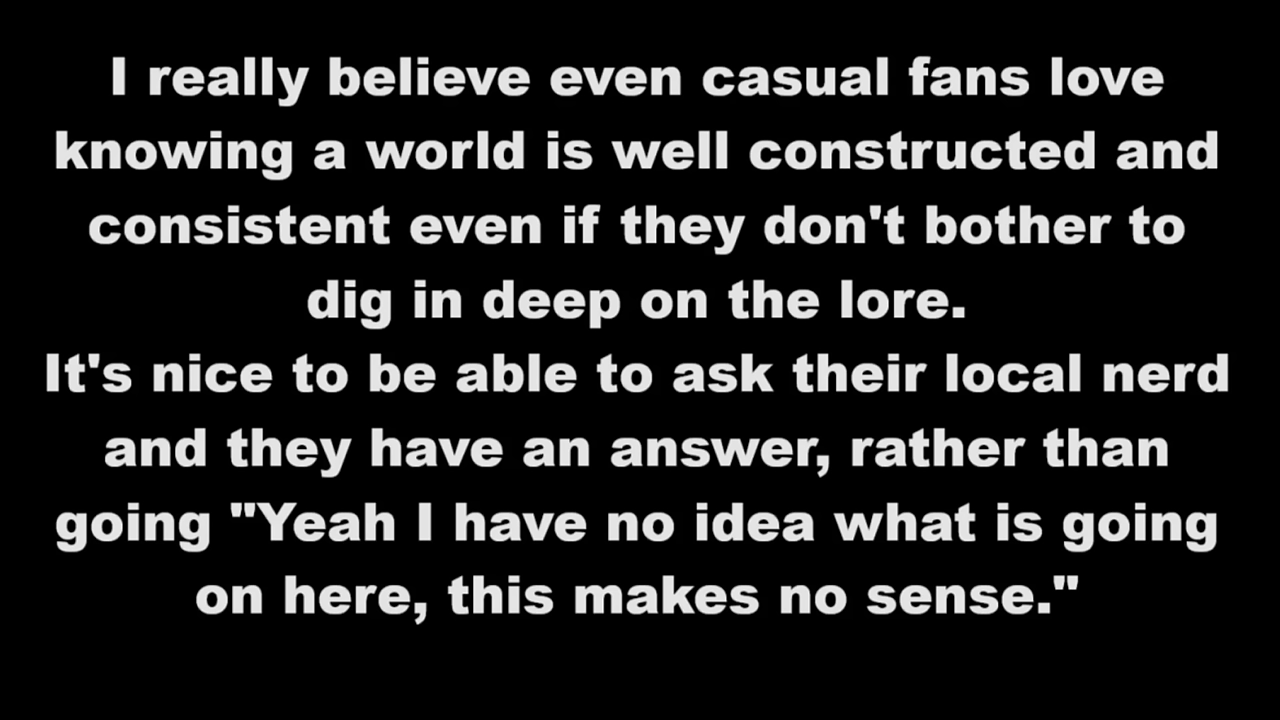 I really believe even casual fans love
knowing a world is well constructed and
consistent even if they don't bother to
dig in deep on the lore.
It's nice to be able to ask their local nerd
and they have an answer, rather than
going "Yeah I have no idea what is going
on here, this makes no sense."